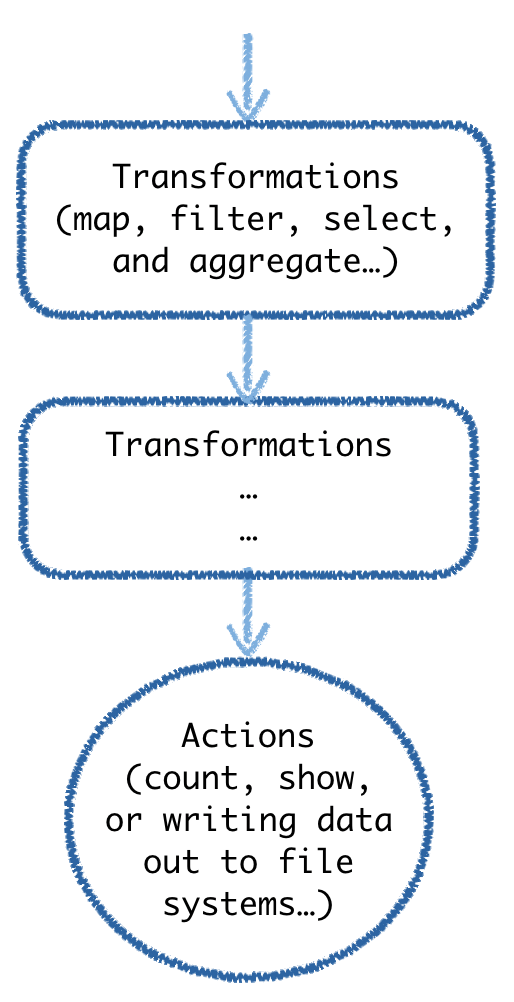 Transformations
(map, filter, select,
and aggregate…)
Transformations
…
…
Actions
(count, show,
or writing data
out to file
systems…)